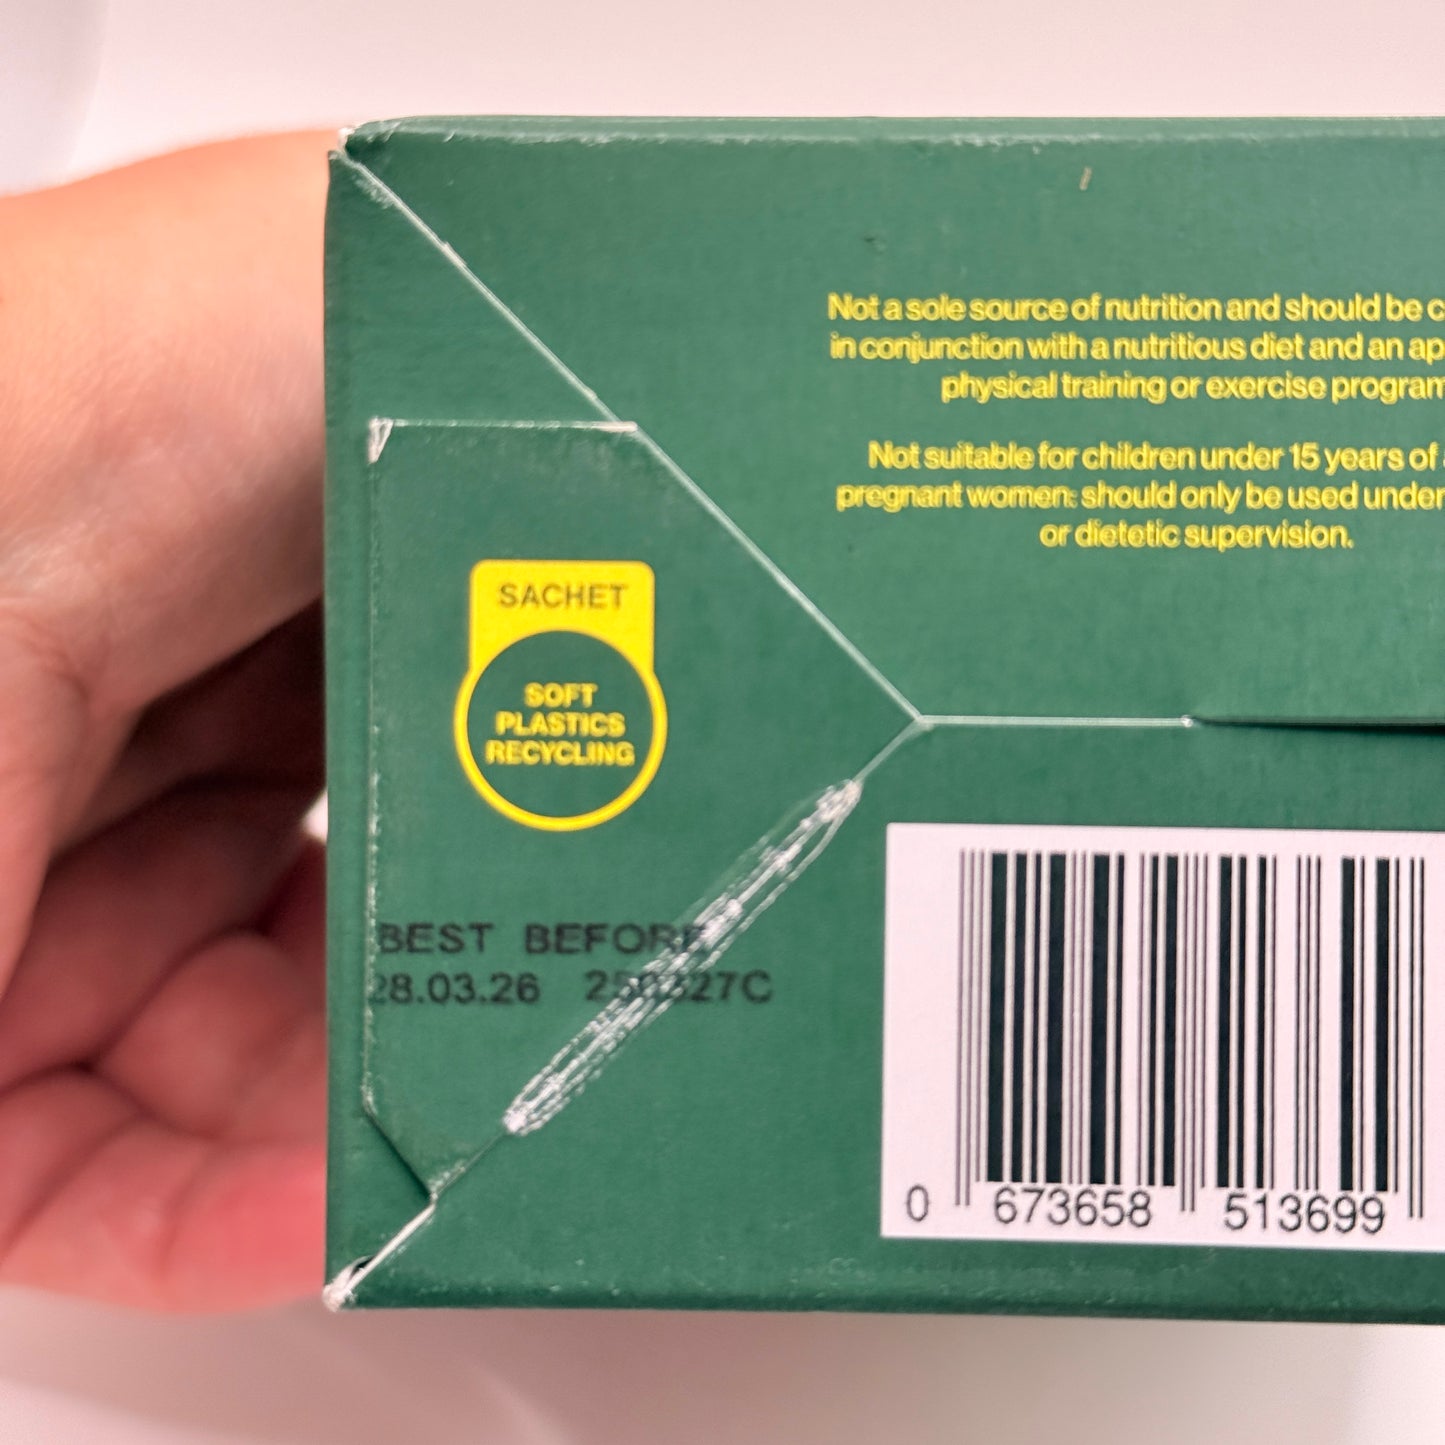 Not a sole source of nutrition and should be c
in conjunction with a nutritious diet and an ap
physical training or exercise program
Not suitable for children under 15 years of
pregnant women: should only be used under
or dietetic supervision.
SACHET
SOFT
PLASTICS
RECYCLING
BEST BEFORE
28.03.26
0 673658 513699